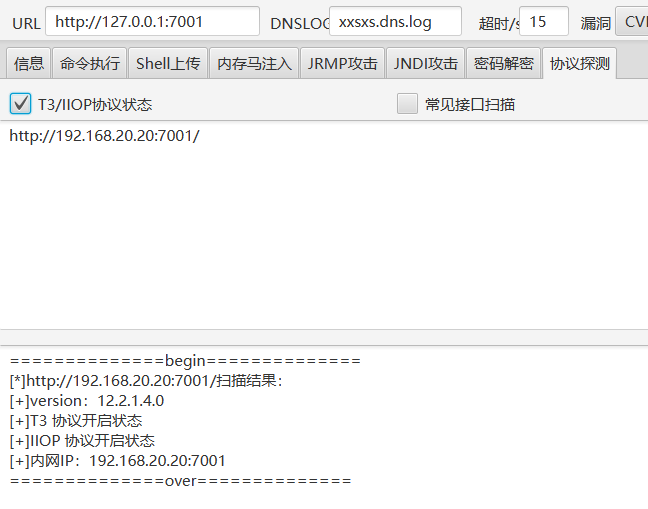 URL http://127.0.0.1:7001 DNSLOG xxsxs.dns.log 超时/s 15 漏洞 CV
信息 命令执行 Shell上传 内存马注入 JRMP攻击 JNDI攻击 密码解密 协议探测
T3/IIOP协议状态 常见接口扫描
http://192.168.20.20:7001/
==============begin==============
[*]http://192.168.20.20:7001/扫描结果：
[+]version：12.2.1.4.0
[+]T3 协议开启状态
[+]IIOP 协议开启状态
[+]内网IP：192.168.20.20:7001
==============over==============